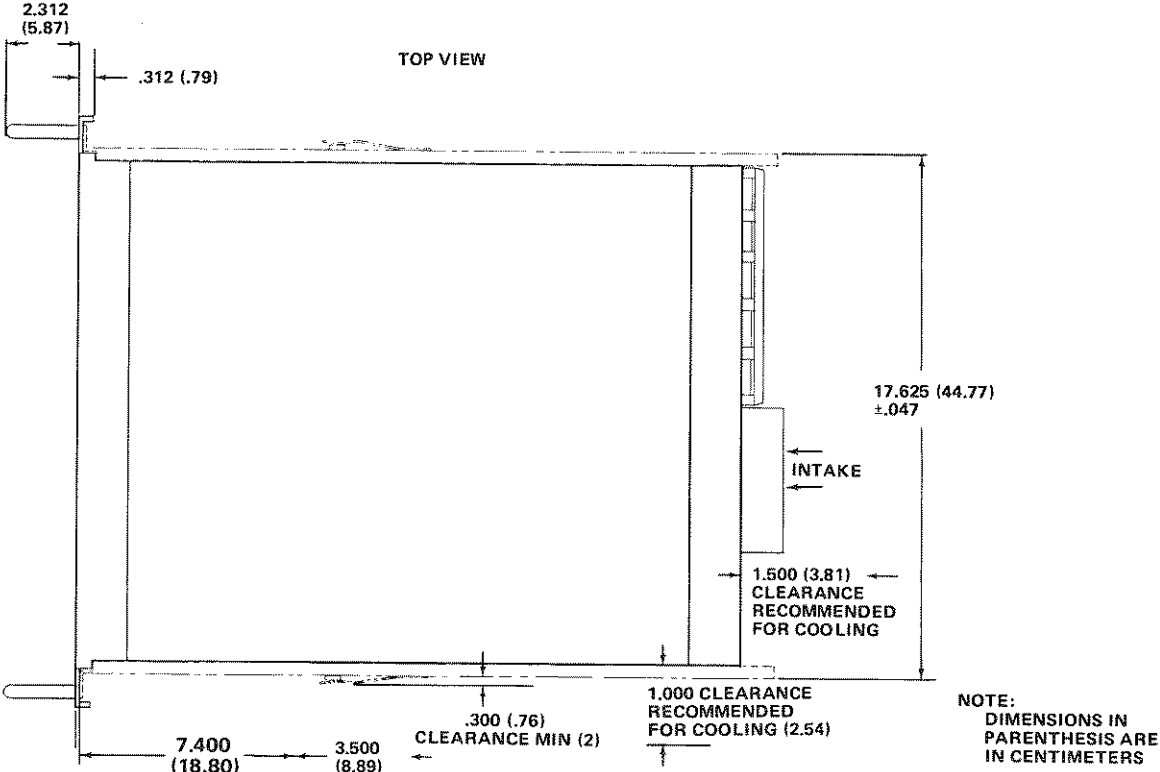 2.312
(5.87)
TOP VIEW
.312 (.79)
17.625 (44.77)
±.047
INTAKE
1.500 (3.81)
CLEARANCE
RECOMMENDED
FOR COOLING
1.000 CLEARANCE
RECOMMENDED
FOR COOLING (2.54)
.300 (.76)
CLEARANCE MIN (2)
7.400
(18.80)
3.500
(8.89)
NOTE:
DIMENSIONS IN
PARENTHESIS ARE
IN CENTIMETERS